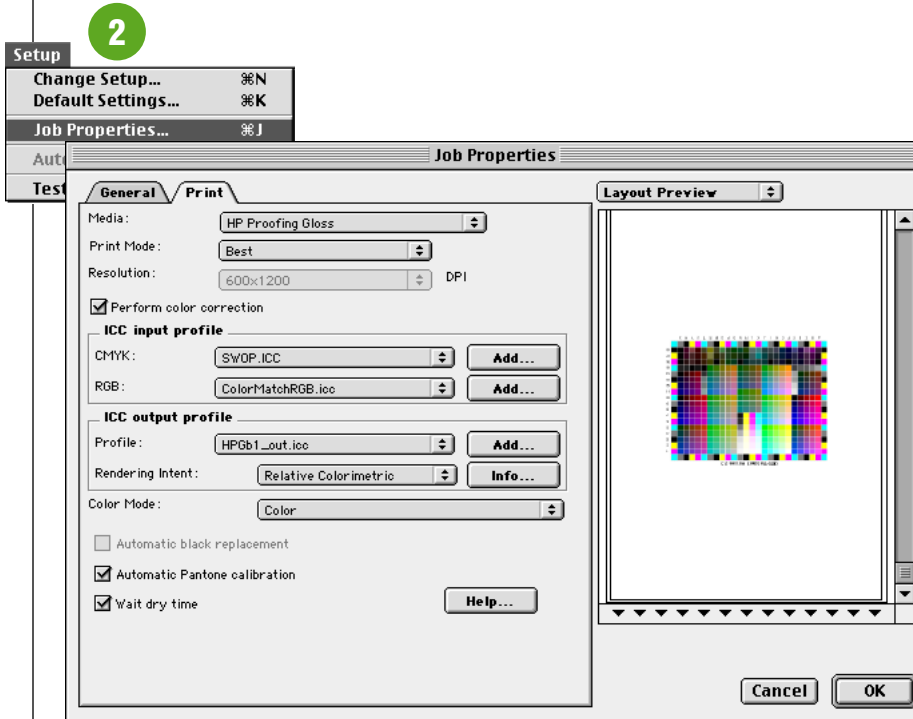 2
Setup
Change Setup... ⌘N
Default Settings... ⌘K
Job Properties... ⌘J
Aut
Test
Job Properties
General Print
Layout Preview
Media: HP Proofing Gloss
Print Mode: Best
Resolution: 600x1200 DPI
Perform color correction
ICC input profile
CMYK: SWOP.ICC Add...
RGB: ColorMatchRGB.icc Add...
ICC output profile
Profile: HPGb1_out.icc Add...
Rendering Intent: Relative Colorimetric Info...
Color Mode: Color
Automatic black replacement
Automatic Pantone calibration
Wait dry time
Help...
Cancel OK